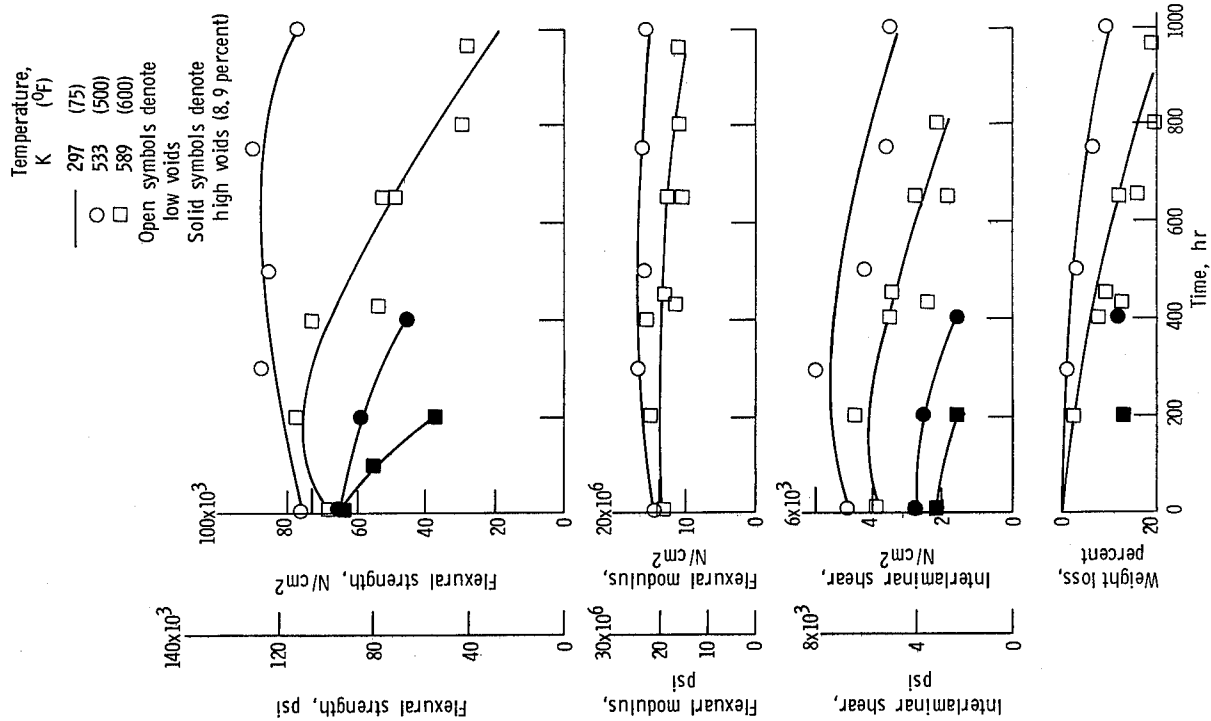 Temperature,
K (⁰F)
297 (75)
533 (500)
589 (600)
Open symbols denote
low voids
Solid symbols denote
high voids (8.9 percent)
140x10³
120
80
40
0
Flexural strength, psi
100x10³
80
60
40
20
0
Flexural strength,
N/cm²
30x10⁶
20
10
0
Flexuarl modulus,
psi
20x10⁶
10
0
Flexural modulus,
N/cm²
8x10³
4
0
Interlaminar shear,
psi
6x10³
4
2
0
Interlaminar shear,
N/cm²
0
20
Weight loss,
percent
0
200
400
600
800
1000
Time, hr